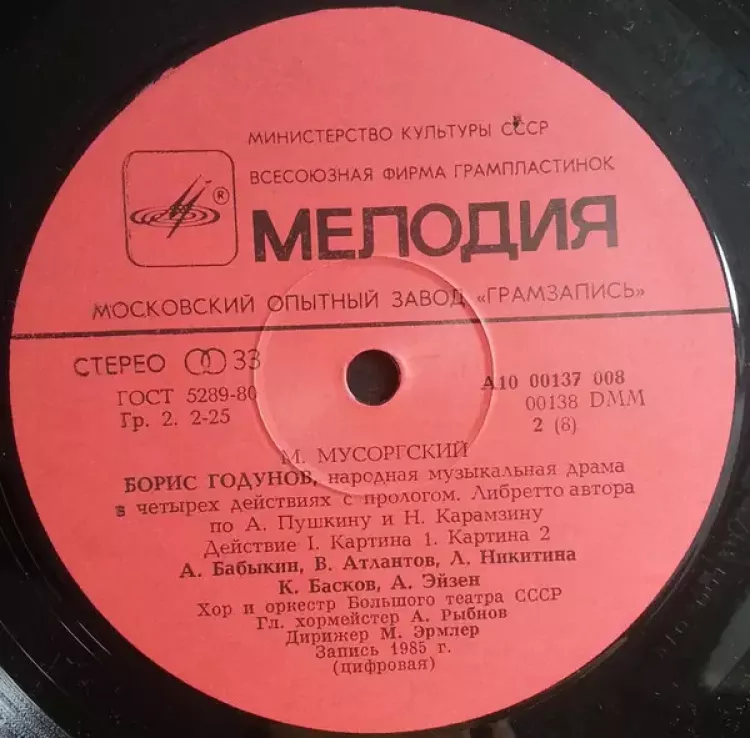 МИНИСТЕРСТВО КУЛЬТУРЫ СССР
ВСЕСОЮЗНАЯ ФИРМА ГРАМПЛАСТИНОК
®
МЕЛОДИЯ
МОСКОВСКИЙ ОПЫТНЫЙ ЗАВОД «ГРАМЗАПИСЬ»
СТЕРЕО 33
ГОСТ 5289-80
Гр. 2. 2-25
А10 00137 008
00138 DMM
2 (8)
М. МУСОРГСКИЙ
БОРИС ГОДУНОВ, народная музыкальная драма
в четырех действиях с прологом. Либретто автора
по А. Пушкину и Н. Карамзину
Действие I. Картина 1. Картина 2
А. Бабыкин, В. Атлантов, Л. Никитина
К. Басков, А. Эйзен
Хор и оркестр Большого театра СССР
Гл. хормейстер А. Рыбнов
Дирижер М. Эрмлер
Запись 1985 г.
(цифровая)